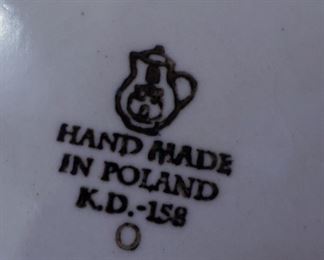 HAND MADE
IN POLAND
K.D.-158
O